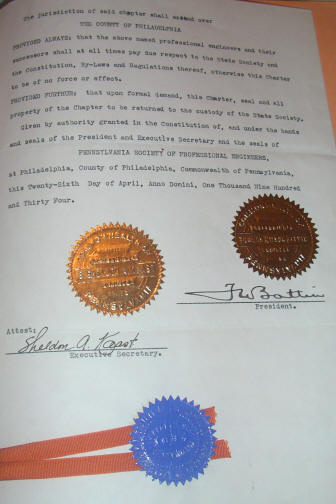 The jurisdiction of said chapter shall extend over
THE COUNTY OF PHILADELPHIA
PROVIDED ALWAYS: that the above named professional engineers and their
successors shall at all times pay due respect to the State Society and
the Constitution, By-Laws and Regulations thereof, otherwise this Charter
to be of no force or effect.
PROVIDED FURTHER: that upon formal demand, this Charter, seal and all
property of the Chapter to be returned to the custody of the State Society.
Given by authority granted in the Constitution of, and under the hands
and seals of the President and Executive Secretary and the seals of
PENNSYLVANIA SOCIETY OF PROFESSIONAL ENGINEERS,
at Philadelphia, County of Philadelphia, Commonwealth of Pennsylvania,
this Twenty-Sixth Day of April, Anno Domini, One Thousand Nine Hundred
and Thirty Four.
President.
Attest:
Sheldon A.
Executive Secretary.